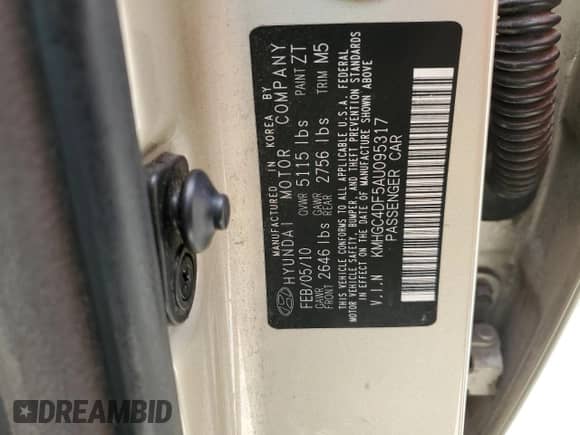 MANUFACTURED IN KOREA BY
HYUNDAI MOTOR COMPANY
FEB/05/10 GVWR 5115 lbs PAINT ZT
GAWR FRONT 2646 lbs GAWR REAR 2756 lbs TRIM M5
THIS VEHICLE CONFORMS TO ALL APPLICABLE U.S.A. FEDERAL
MOTOR VEHICLE SAFETY, BUMPER, AND THEFT PREVENTION STANDARDS
IN EFFECT ON THE DATE OF MANUFACTURE SHOWN ABOVE
V.I.N KMHGC4DF5AU095317
PASSENGER CAR
DREAMBID